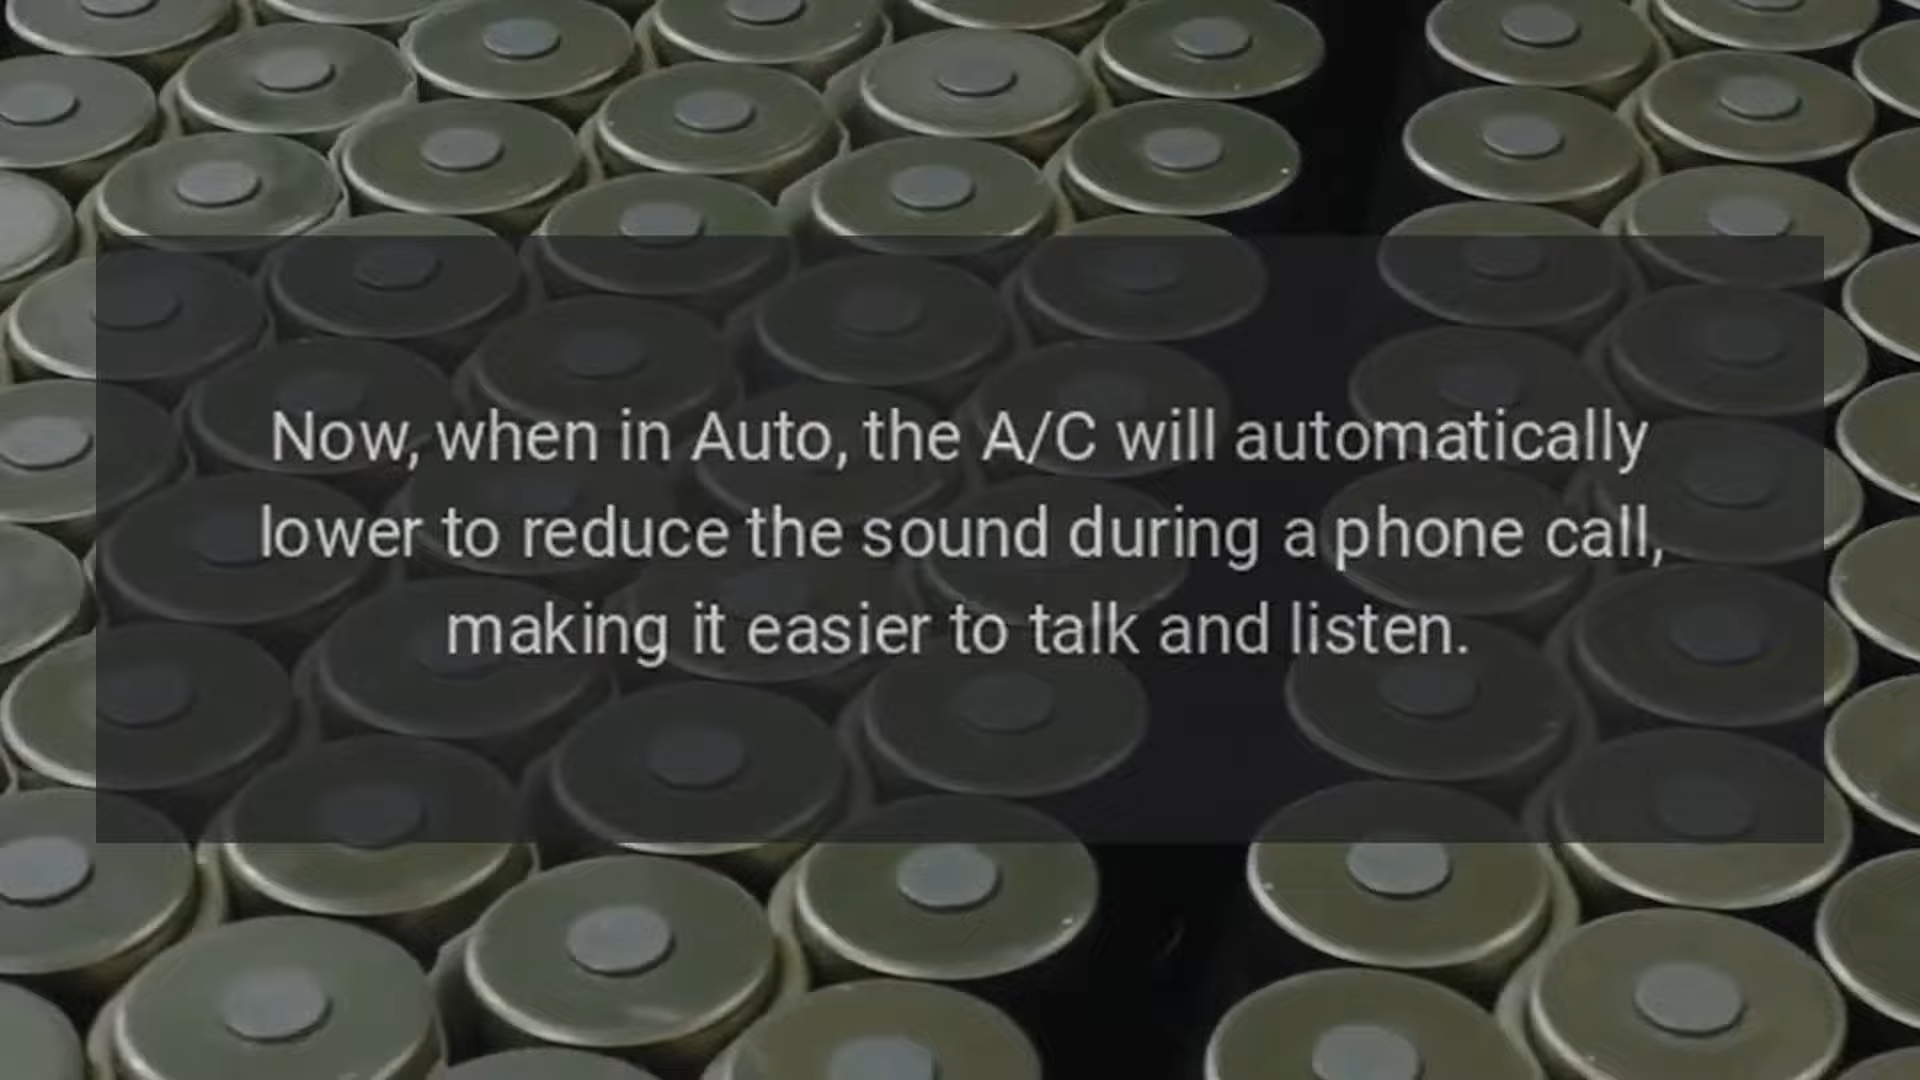 Now, when in Auto, the A/C will automatically
lower to reduce the sound during a phone call,
making it easier to talk and listen.